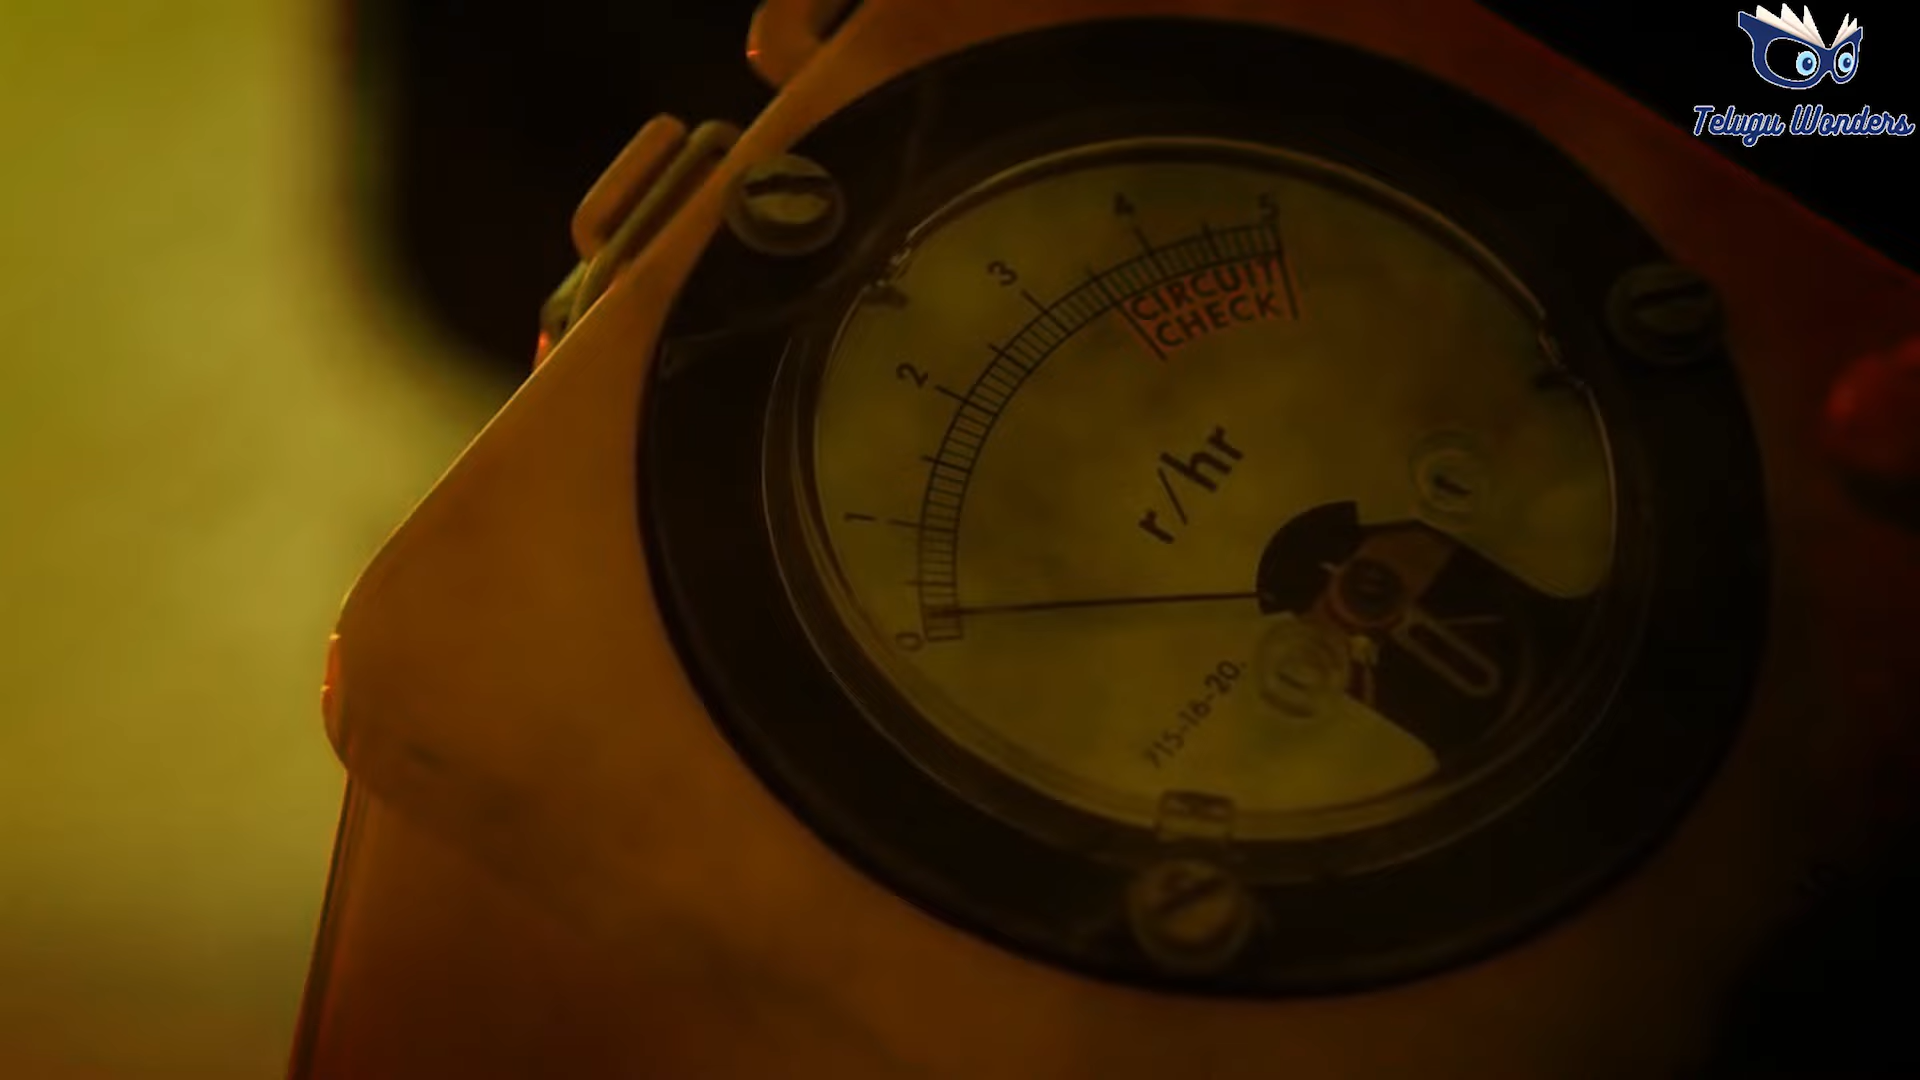 Telugu Wonders
0 1 2 3 4 5
CIRCUIT
CHECK
r/hr
715-16-20.